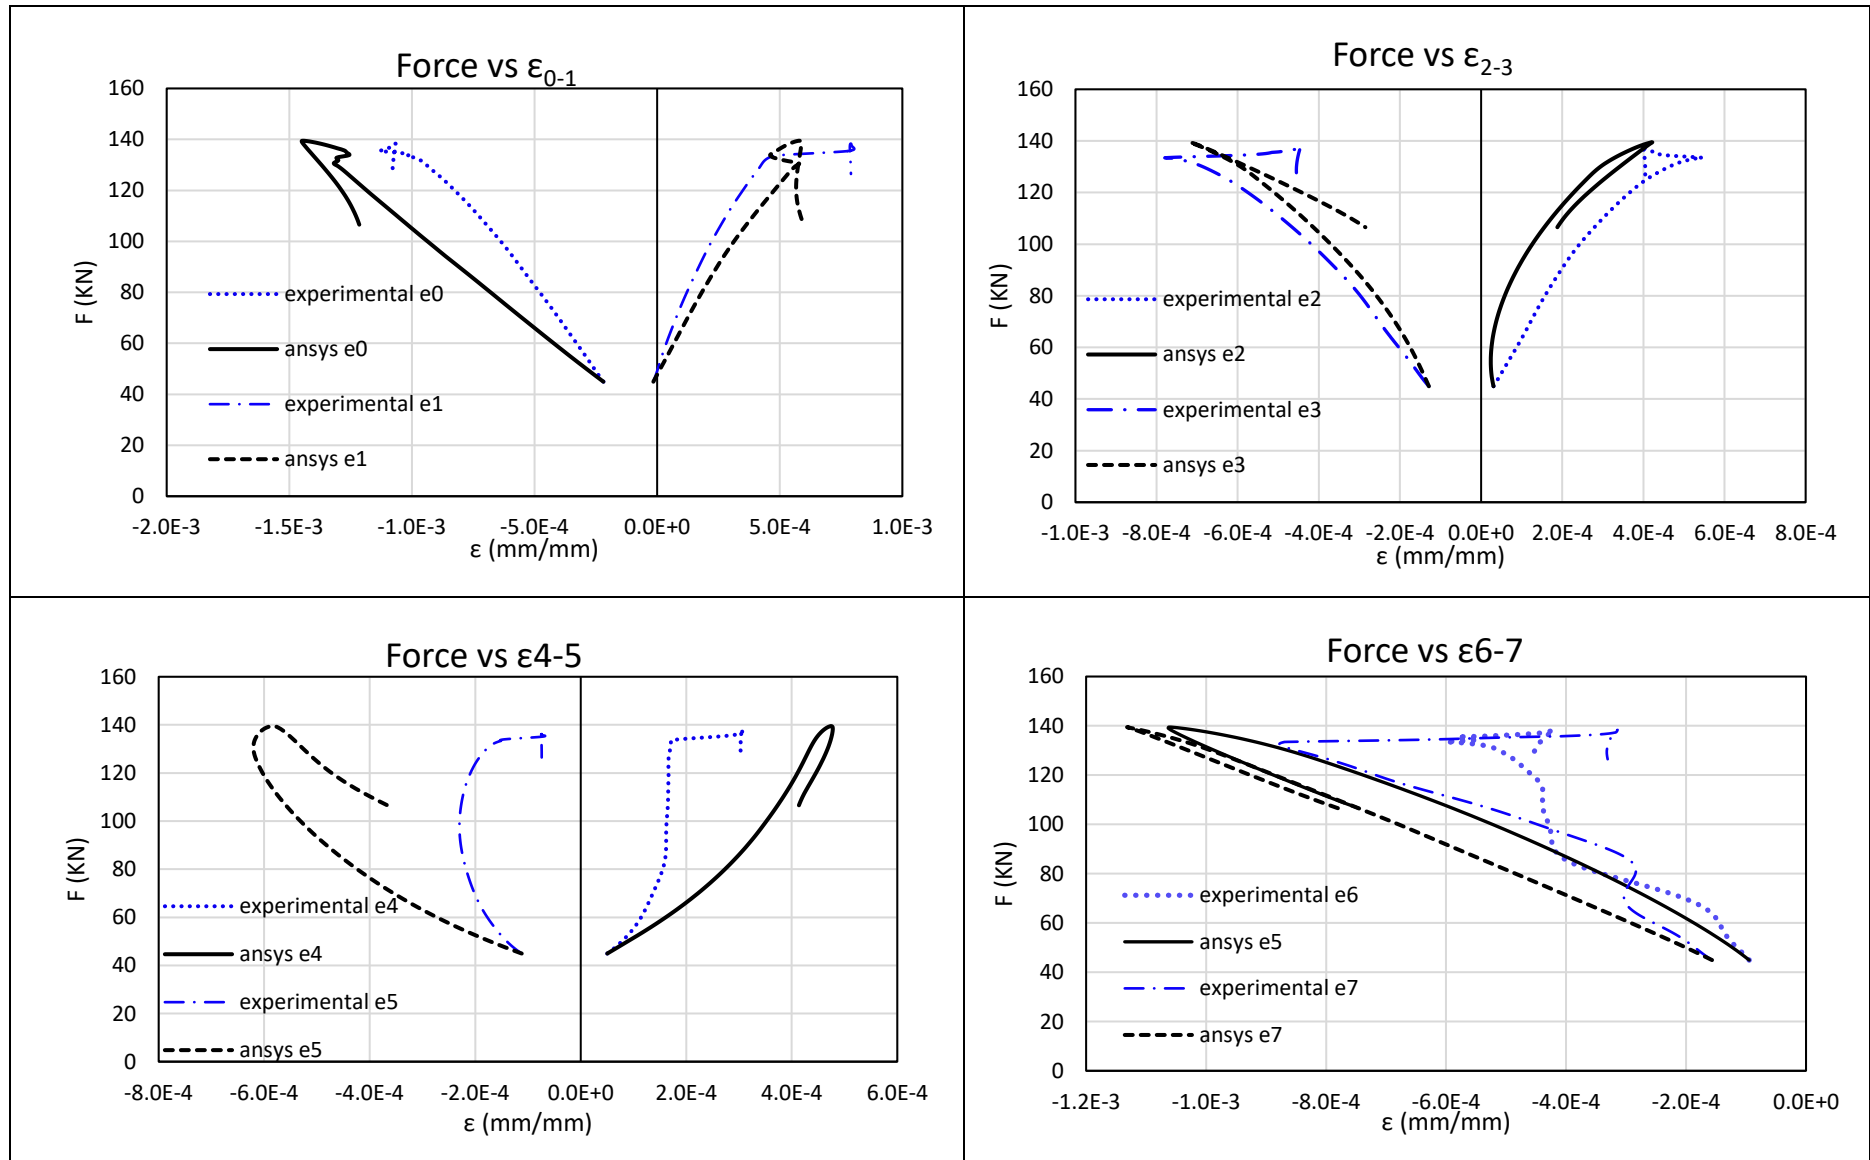 Force vs ε0-1
160
140
120
100
80
60
40
20
0
F (KN)
experimental e0
ansys e0
experimental e1
ansys e1
-2.0E-3 -1.5E-3 -1.0E-3 -5.0E-4 0.0E+0 5.0E-4 1.0E-3
ε (mm/mm)
Force vs ε2-3
160
140
120
100
80
60
40
20
0
F (KN)
experimental e2
ansys e2
experimental e3
ansys e3
-1.0E-3 -8.0E-4 -6.0E-4 -4.0E-4 -2.0E-4 0.0E+0 2.0E-4 4.0E-4 6.0E-4 8.0E-4
ε (mm/mm)
Force vs ε4-5
160
140
120
100
80
60
40
20
0
F (KN)
experimental e4
ansys e4
experimental e5
ansys e5
-8.0E-4 -6.0E-4 -4.0E-4 -2.0E-4 0.0E+0 2.0E-4 4.0E-4 6.0E-4
ε (mm/mm)
Force vs ε6-7
160
140
120
100
80
60
40
20
0
F (KN)
experimental e6
ansys e5
experimental e7
ansys e7
-1.2E-3 -1.0E-3 -8.0E-4 -6.0E-4 -4.0E-4 -2.0E-4 0.0E+0
ε (mm/mm)